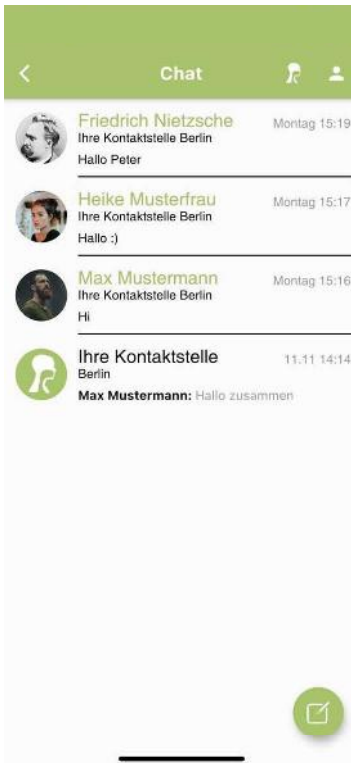 Chat
Friedrich Nietzsche Montag 15:19
Ihre Kontaktstelle Berlin
Hallo Peter
Heike Musterfrau Montag 15:17
Ihre Kontaktstelle Berlin
Hallo :)
Max Mustermann Montag 15:16
Ihre Kontaktstelle Berlin
Hi
Ihre Kontaktstelle 11.11 14:14
Berlin
Max Mustermann: Hallo zusammen